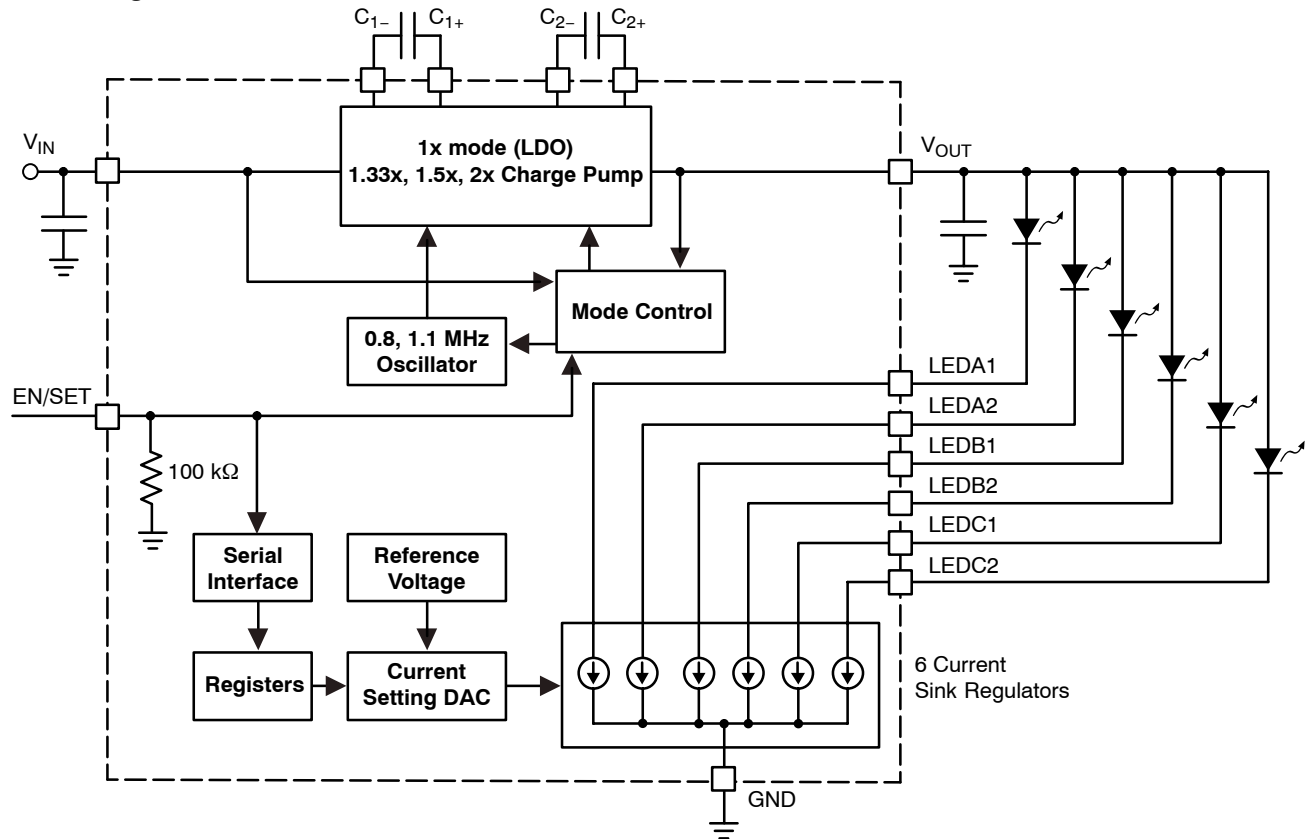 C1− C1+ C2− C2+
VIN
1x mode (LDO)
1.33x, 1.5x, 2x Charge Pump
VOUT
Mode Control
0.8, 1.1 MHz
Oscillator
EN/SET
100 kΩ
LEDA1
LEDA2
LEDB1
LEDB2
LEDC1
LEDC2
Serial
Interface
Reference
Voltage
Registers
Current
Setting DAC
6 Current
Sink Regulators
GND